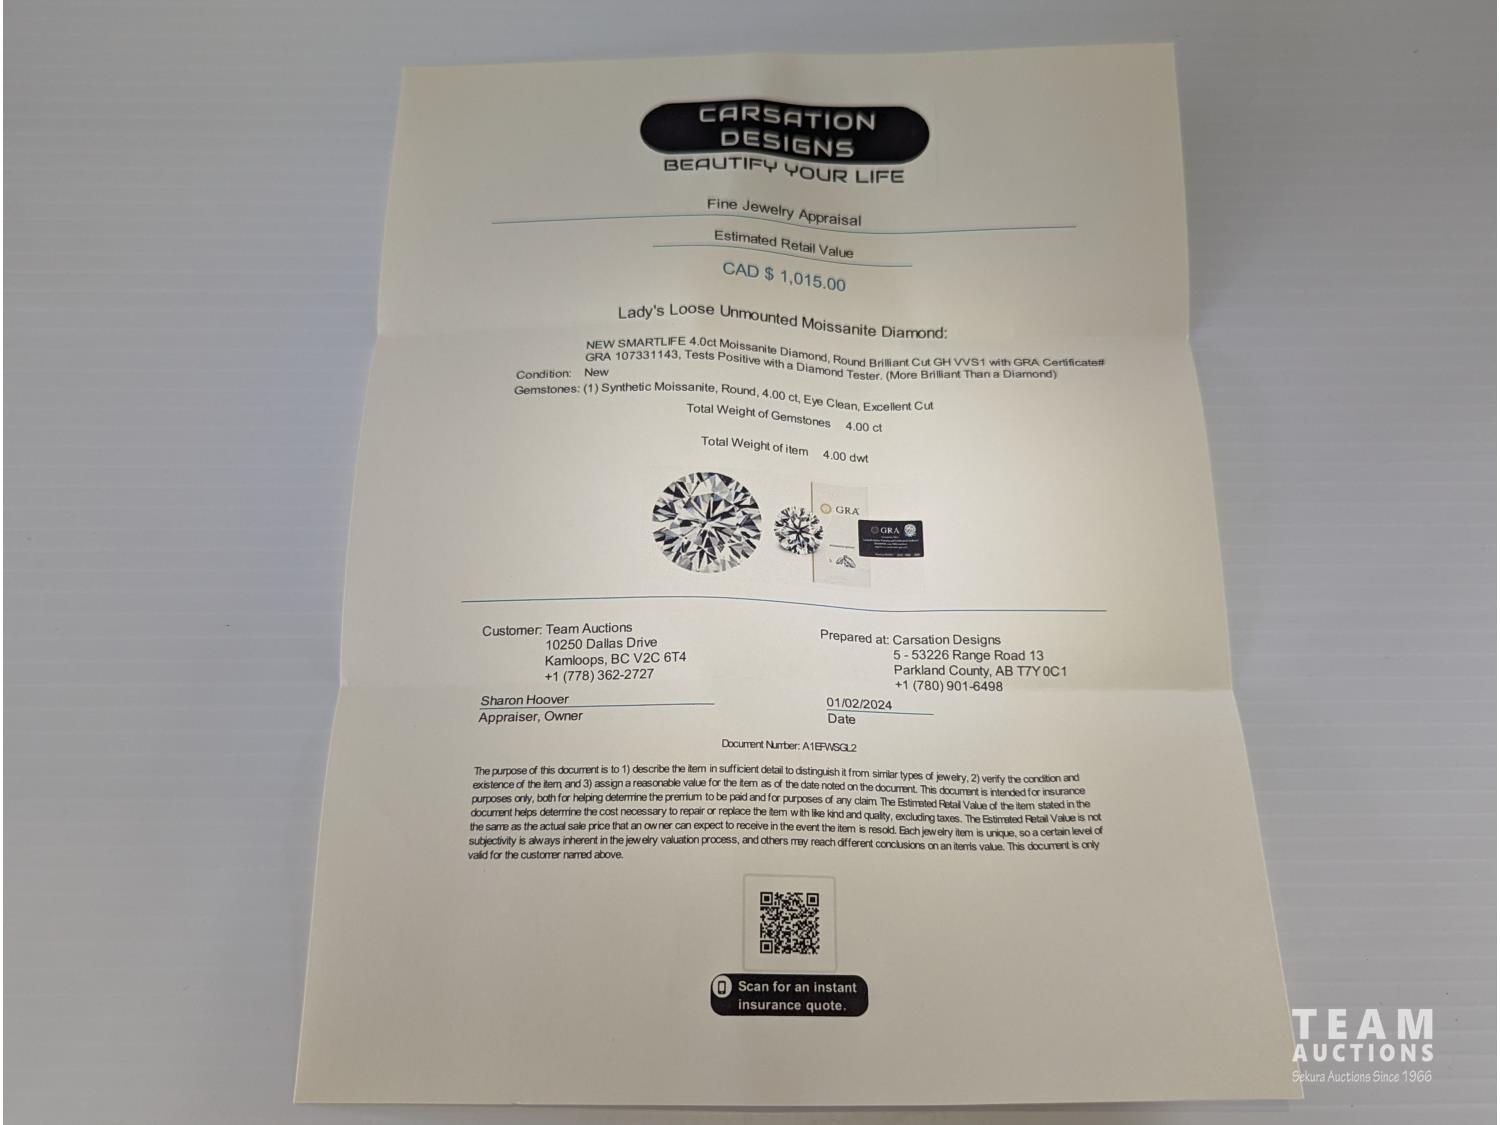 CARSATION
DESIGNS
BEAUTIFY YOUR LIFE
Fine Jewelry Appraisal
Estimated Retail Value
CAD $ 1,015.00
Lady's Loose Unmounted Moissanite Diamond:
NEW SMARTLIFE 4.0ct Moissanite Diamond, Round Brilliant Cut GH VVS1 with GRA Certificate#
GRA 107331143, Tests Positive with a Diamond Tester. (More Brilliant Than a Diamond)
Condition: New
Gemstones: (1) Synthetic Moissanite, Round, 4.00 ct, Eye Clean, Excellent Cut
Total Weight of Gemstones 4.00 ct
Total Weight of item 4.00 dwt
GRA
GRA
Customer: Team Auctions
10250 Dallas Drive
Kamloops, BC V2C 6T4
+1 (778) 362-2727
Prepared at: Carsation Designs
5 - 53226 Range Road 13
Parkland County, AB T7Y 0C1
+1 (780) 901-6498
Sharon Hoover
Appraiser, Owner
01/02/2024
Date
Document Number: A1EFWSGL2
The purpose of this document is to 1) describe the item in sufficient detail to distinguish it from similar types of jewelry, 2) verify the condition and
existence of the item, and 3) assign a reasonable value for the item as of the date noted on the document. This document is intended for insurance
purposes only, both for helping determine the premium to be paid and for purposes of any claim. The Estimated Retail Value of the item stated in the
document helps determine the cost necessary to repair or replace the item with like kind and quality, excluding taxes. The Estimated Retail Value is not
the same as the actual sale price that an owner can expect to receive in the event the item is resold. Each jewelry item is unique, so a certain level of
subjectivity is always inherent in the jewelry valuation process, and others may reach different conclusions on an item's value. This document is only
valid for the customer named above.
Scan for an instant
insurance quote.
TEAM
AUCTIONS
Sekura Auctions Since 1966